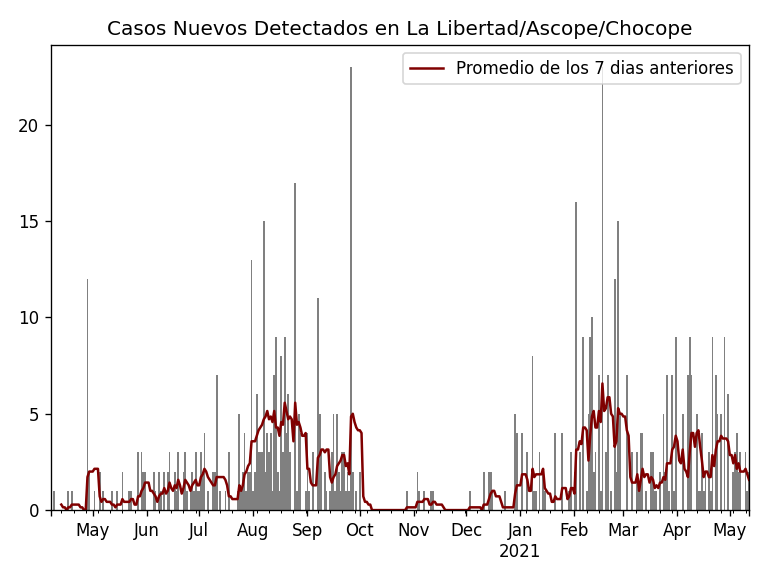 Casos Nuevos Detectados en La Libertad/Ascope/Chocope
Promedio de los 7 dias anteriores
20
15
10
5
0
May Jun Jul Aug Sep Oct Nov Dec Jan Feb Mar Apr May
2021